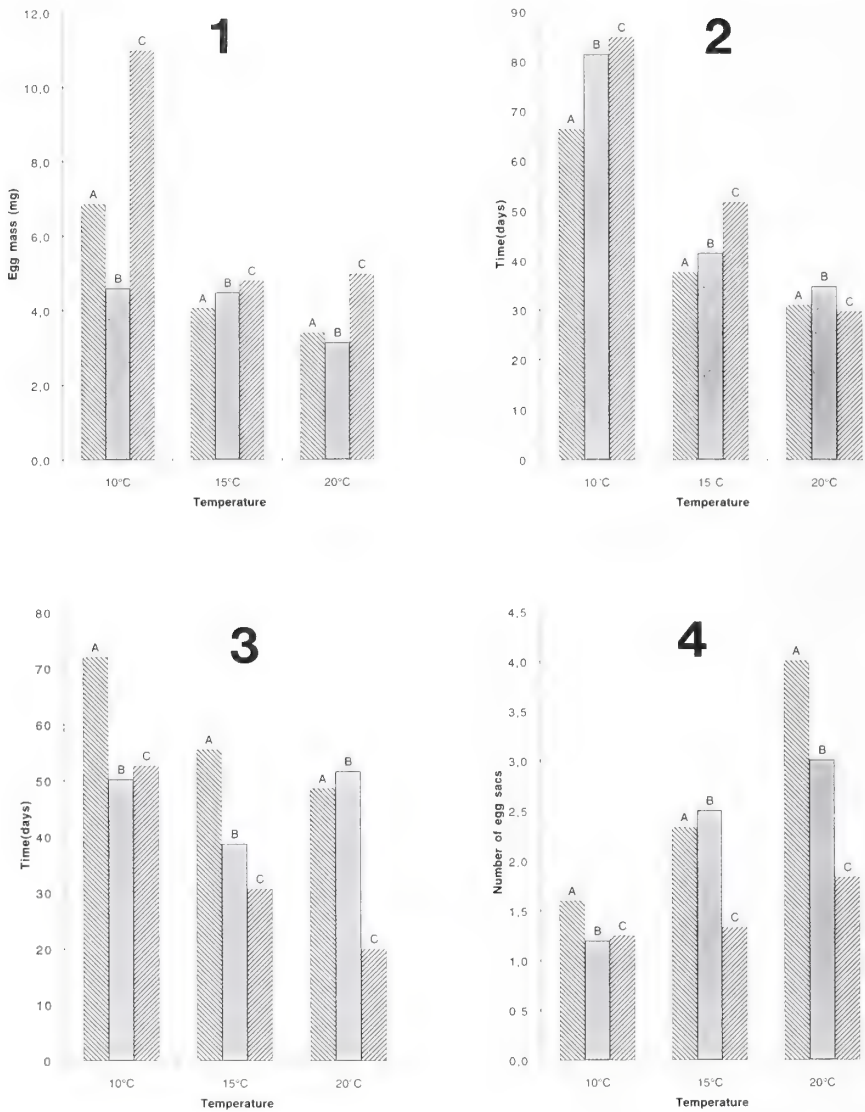 1
Egg mass (mg)
12,0
10,0
8,0
6,0
4,0
2,0
0,0
A
B
C
A
B
C
A
B
C
10°C
15°C
20°C
Temperature
2
Time(days)
90
80
70
60
50
40
30
20
10
0
A
B
C
A
B
C
A
B
C
10°C
15°C
20°C
Temperature
3
Time(days)
80
70
60
50
40
30
20
10
0
A
B
C
A
B
C
A
B
C
10°C
15°C
20°C
Temperature
4
Number of egg sacs
4,5
4,0
3,5
3,0
2,5
2,0
1,5
1,0
0 5
0,0
A
B
C
A
B
C
A
B
C
10°C
15°C
20°C
Temperature